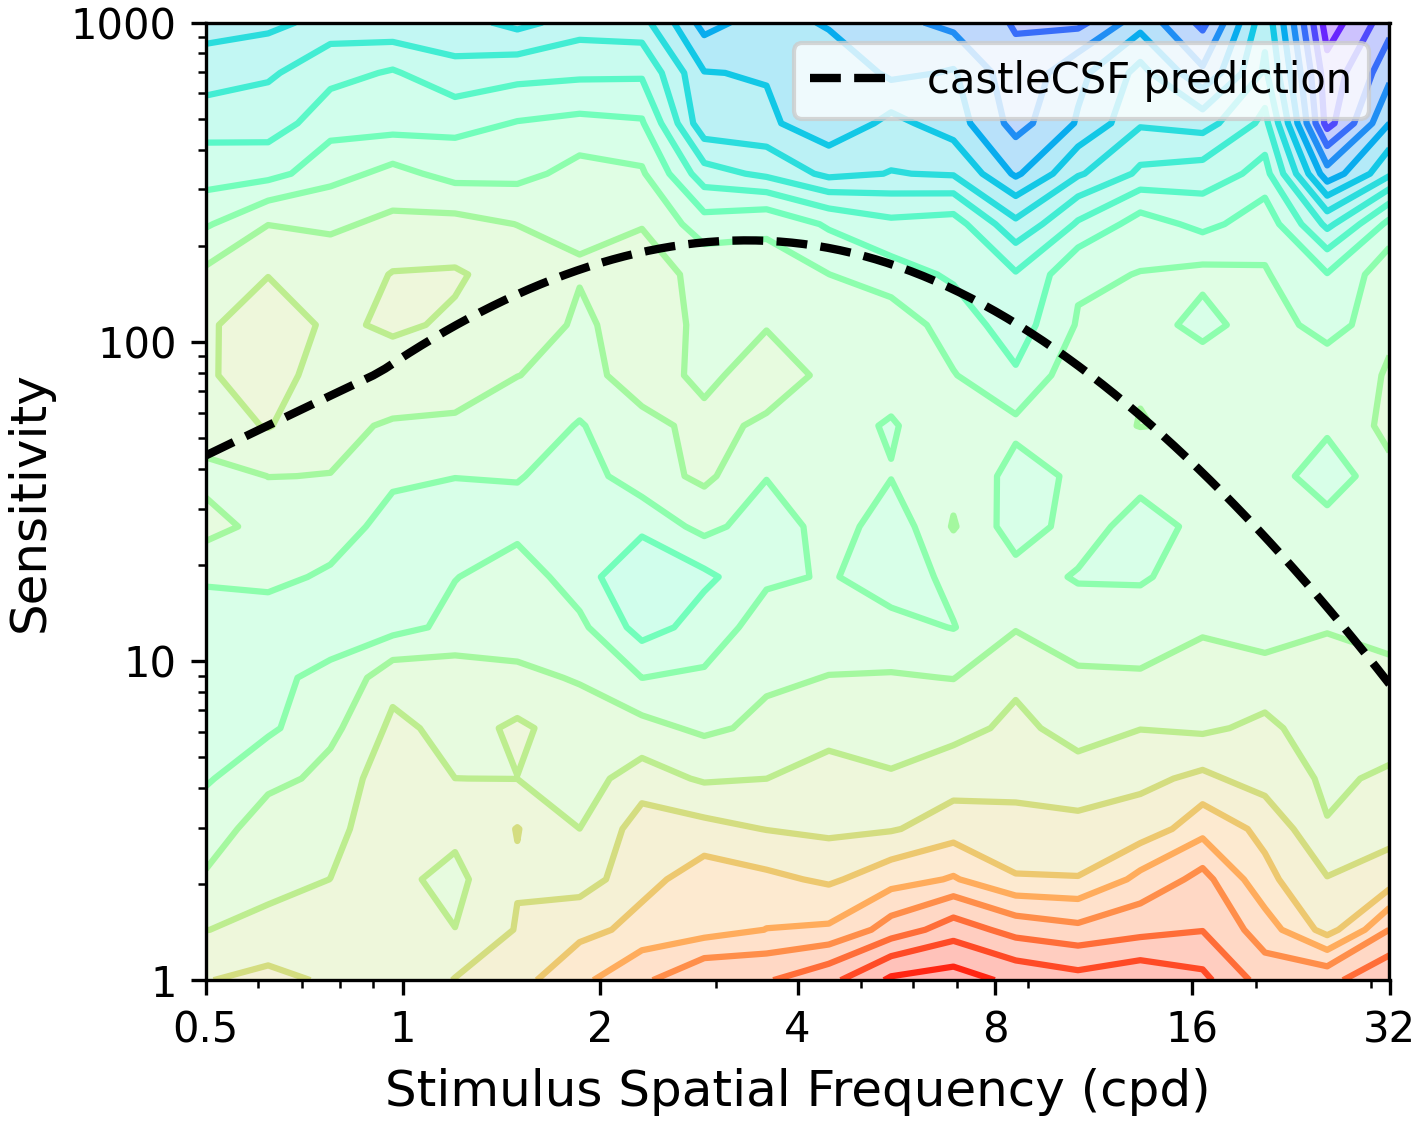 1000
castleCSF prediction
100
Sensitivity
10
1
0.5 1 2 4 8 16 32
Stimulus Spatial Frequency (cpd)